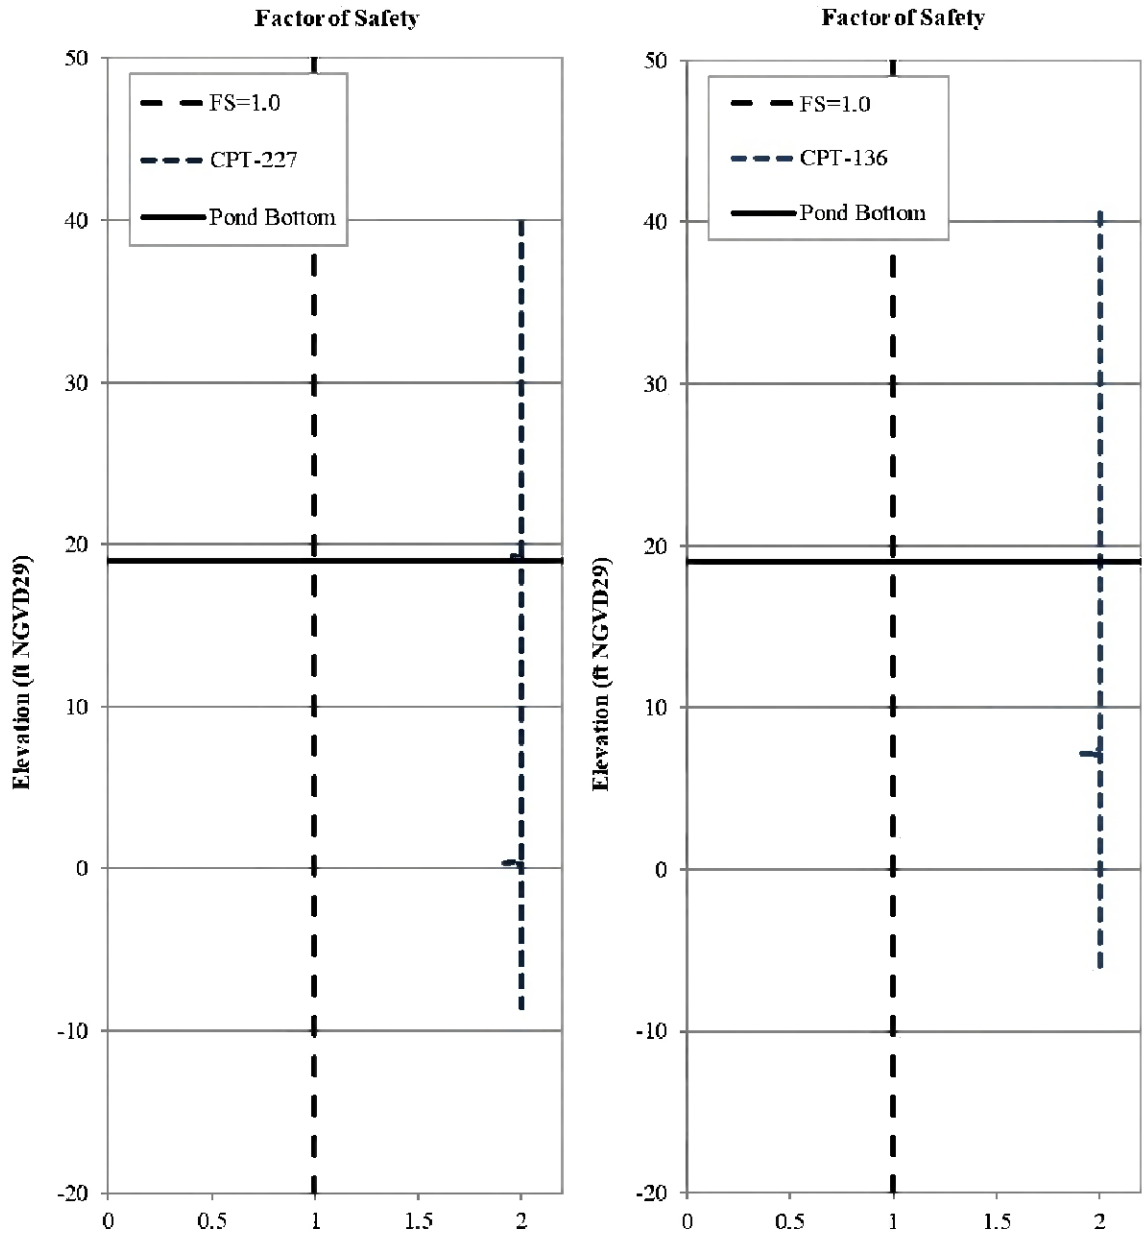 Factor of Safety
50
40
30
20
10
0
-10
-20
Elevation (ft NGVD29)
FS=1.0
CPT-227
Pond Bottom
0
0.5
1
1.5
2
Factor of Safety
50
40
30
20
10
0
-10
-20
Elevation (ft NGVD29)
FS=1.0
CPT-136
Pond Bottom
0
0.5
1
1.5
2